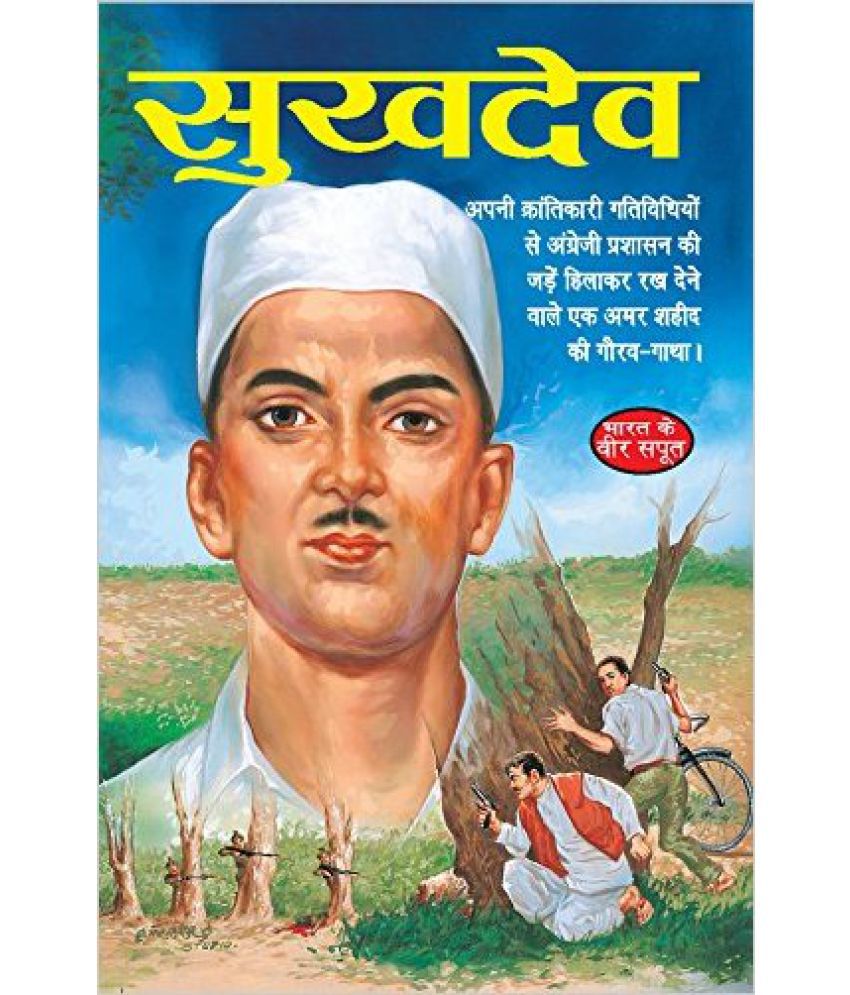 सुखदेव
अपनी क्रांतिकारी गतिविधियों
से अंग्रेजी प्रशासन की
जड़ें हिलाकर रख देने
वाले एक अमर शहीद
की गौरव-गाथा।
भारत के
वीर सपूत